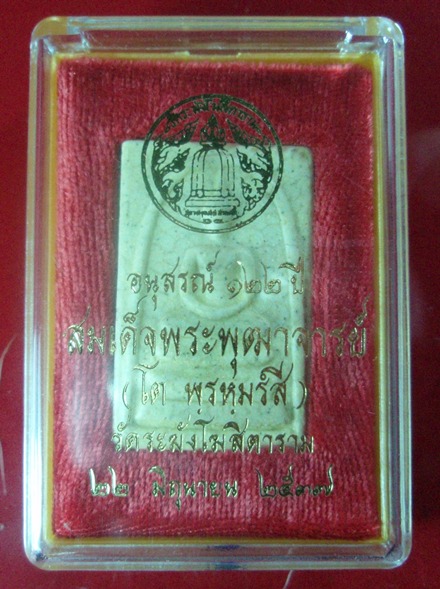 อนุสรณ์ ๑๒๒ ปี
สมเด็จพระพุฒาจารย์
(โต พรหฺมรํสี)
วัดระฆังโฆสิตาราม
๒๒ มิถุนายน ๒๕๓๗